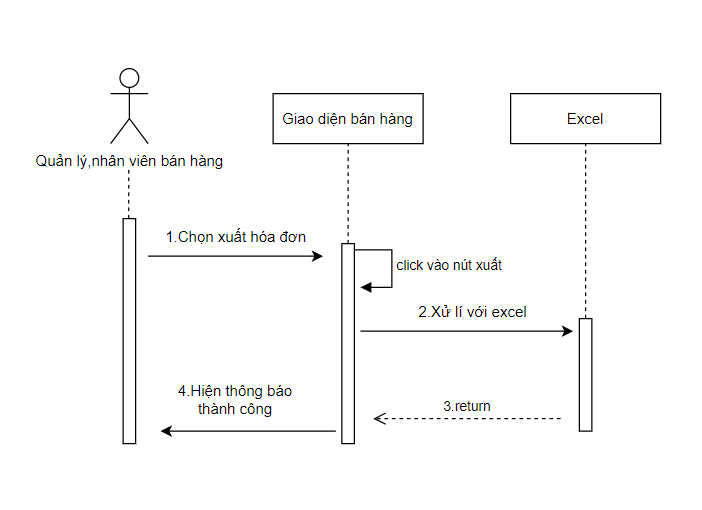 Giao diện bán hàng
Excel
Quản lý,nhân viên bán hàng
1.Chọn xuất hóa đơn
click vào nút xuất
2.Xử lí với excel
4.Hiện thông báo
thành công
3.return